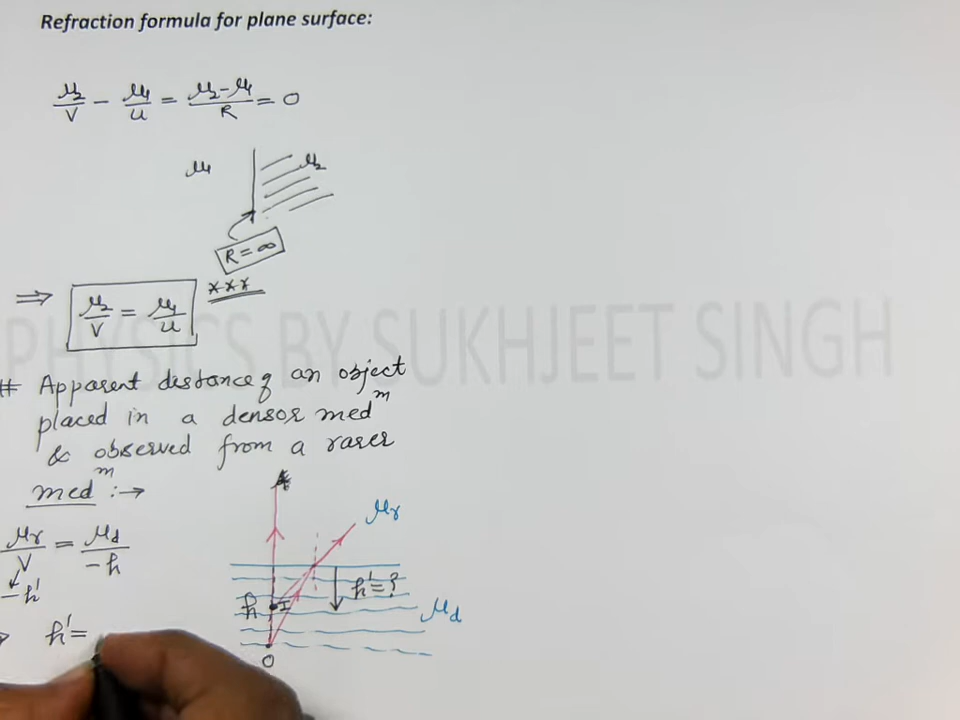 Refraction formula for plane surface:
μ₂/V − μ₁/u = (μ₂−μ₁)/R = 0
μ₁ μ₂
R = ∞
⇒ μ₂/V = μ₁/u ***
PHYSICS BY SUKHJEET SINGH
# Apparent distance of an object
placed in a densor medᵐ
& observed from a rarer
medᵐ :→
μr/V = μd/−h
−h'
h' =
μr
h'=?
h I
μd
O